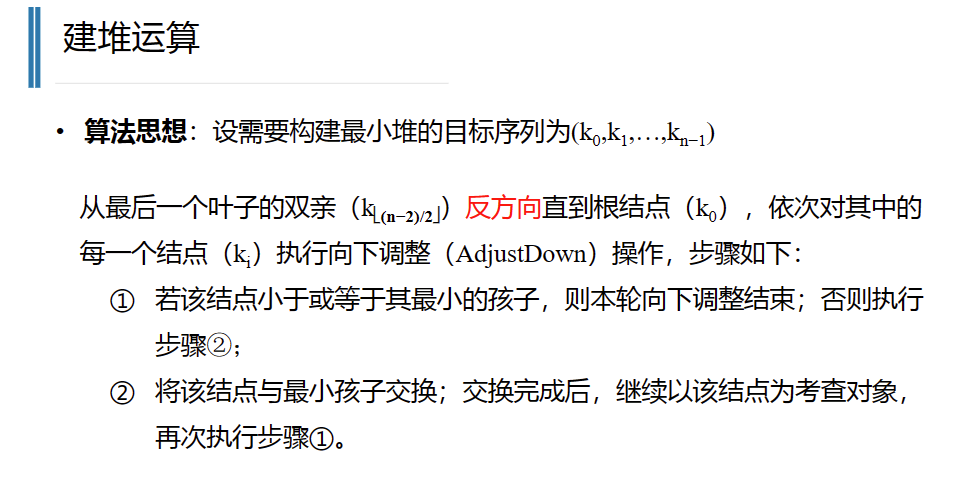 建堆运算
• 算法思想：设需要构建最小堆的目标序列为(k₀,k₁,…,kₙ₋₁)
从最后一个叶子的双亲（k⌊(n−2)/2⌋）反方向直到根结点（k₀），依次对其中的
每一个结点（kᵢ）执行向下调整（AdjustDown）操作，步骤如下：
① 若该结点小于或等于其最小的孩子，则本轮向下调整结束；否则执行
步骤②；
② 将该结点与最小孩子交换；交换完成后，继续以该结点为考查对象，
再次执行步骤①。